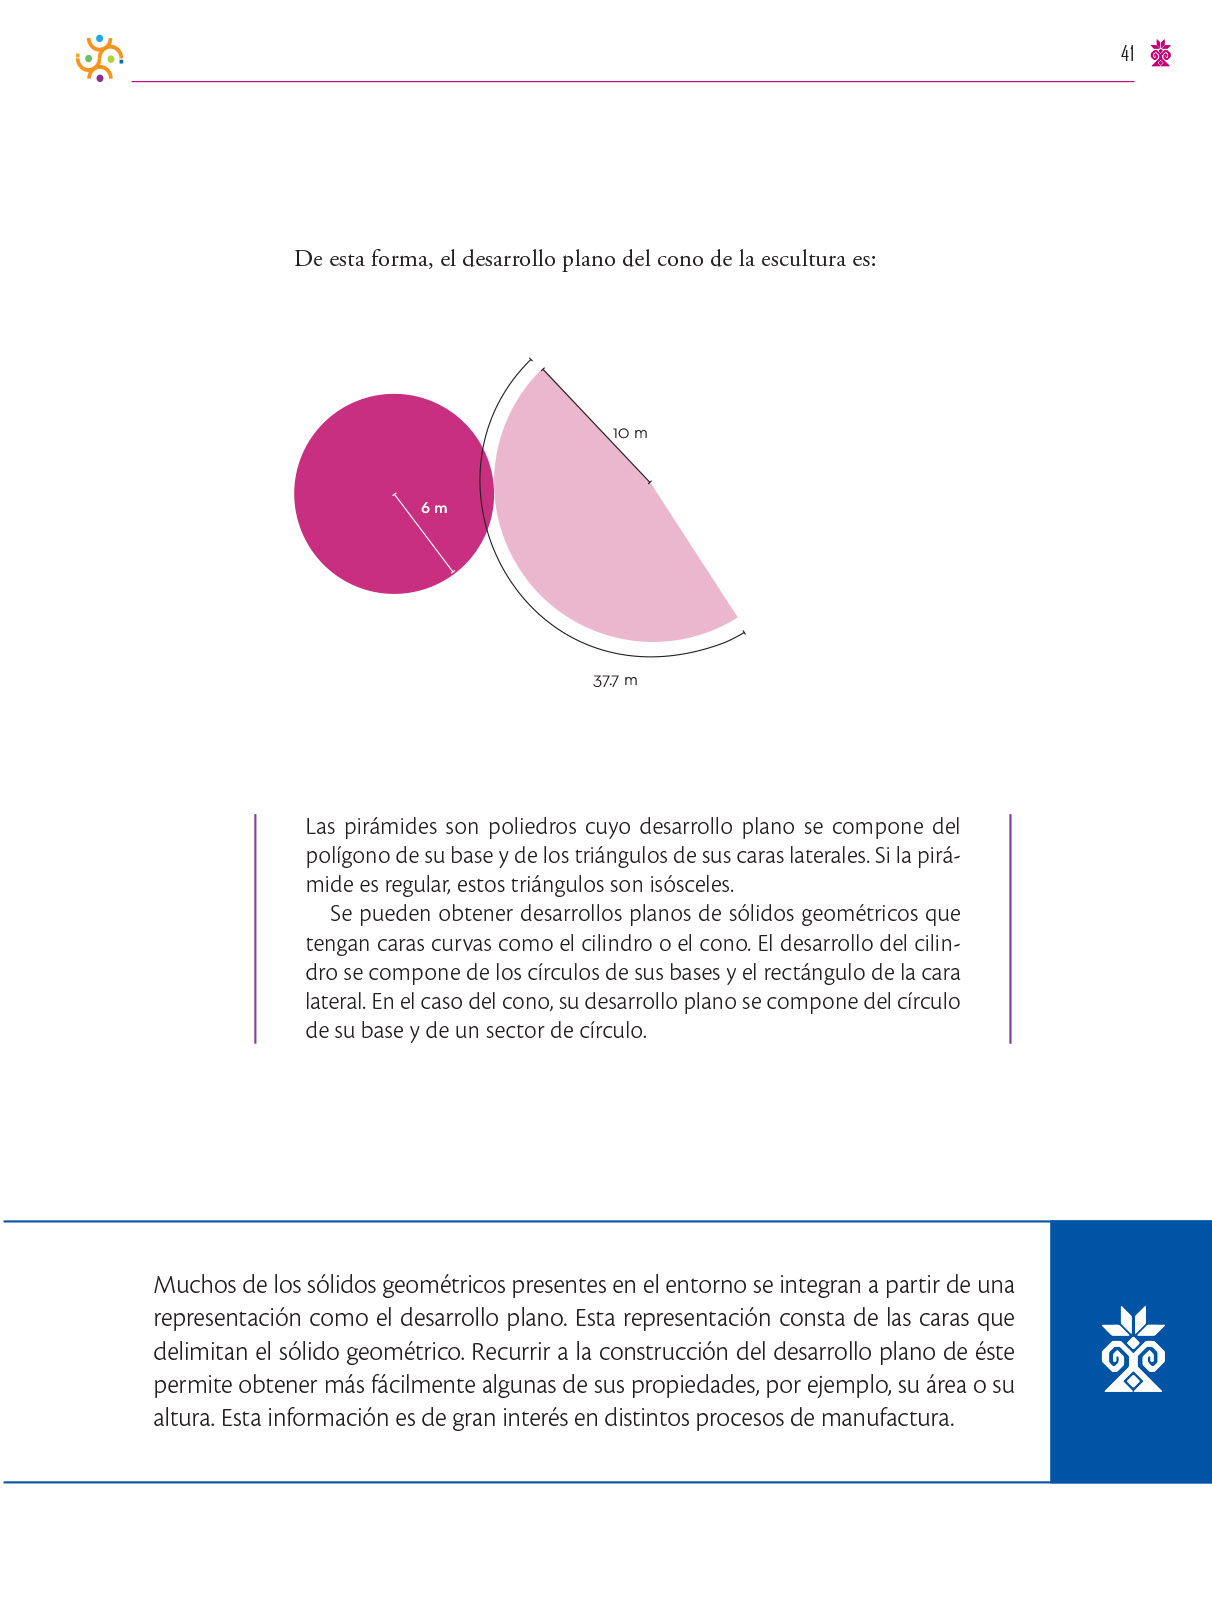 41
De esta forma, el desarrollo plano del cono de la escultura es:
10 m
6 m
37.7 m
Las pirámides son poliedros cuyo desarrollo plano se compone del
polígono de su base y de los triángulos de sus caras laterales. Si la pirá-
mide es regular, estos triángulos son isósceles.
Se pueden obtener desarrollos planos de sólidos geométricos que
tengan caras curvas como el cilindro o el cono. El desarrollo del cilin-
dro se compone de los círculos de sus bases y el rectángulo de la cara
lateral. En el caso del cono, su desarrollo plano se compone del círculo
de su base y de un sector de círculo.
Muchos de los sólidos geométricos presentes en el entorno se integran a partir de una
representación como el desarrollo plano. Esta representación consta de las caras que
delimitan el sólido geométrico. Recurrir a la construcción del desarrollo plano de éste
permite obtener más fácilmente algunas de sus propiedades, por ejemplo, su área o su
altura. Esta información es de gran interés en distintos procesos de manufactura.